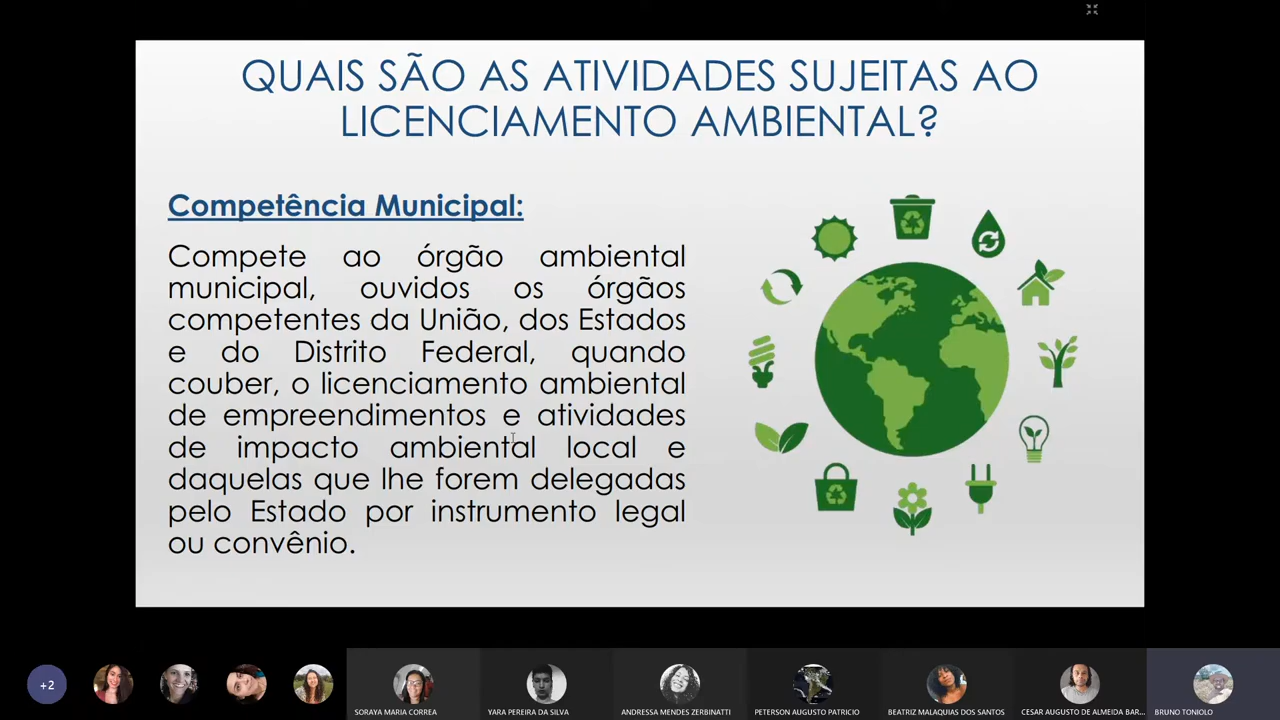 QUAIS SÃO AS ATIVIDADES SUJEITAS AO
LICENCIAMENTO AMBIENTAL?
Competência Municipal:
Compete ao órgão ambiental
municipal, ouvidos os órgãos
competentes da União, dos Estados
e do Distrito Federal, quando
couber, o licenciamento ambiental
de empreendimentos e atividades
de impacto ambiental local e
daquelas que lhe forem delegadas
pelo Estado por instrumento legal
ou convênio.
+2
SORAYA MARIA CORREA
YARA PEREIRA DA SILVA
ANDRESSA MENDES ZERBINATTI
PETERSON AUGUSTO PATRICIO
BEATRIZ MALAQUIAS DOS SANTOS
CESAR AUGUSTO DE ALMEIDA BAR...
BRUNO TONIOLO